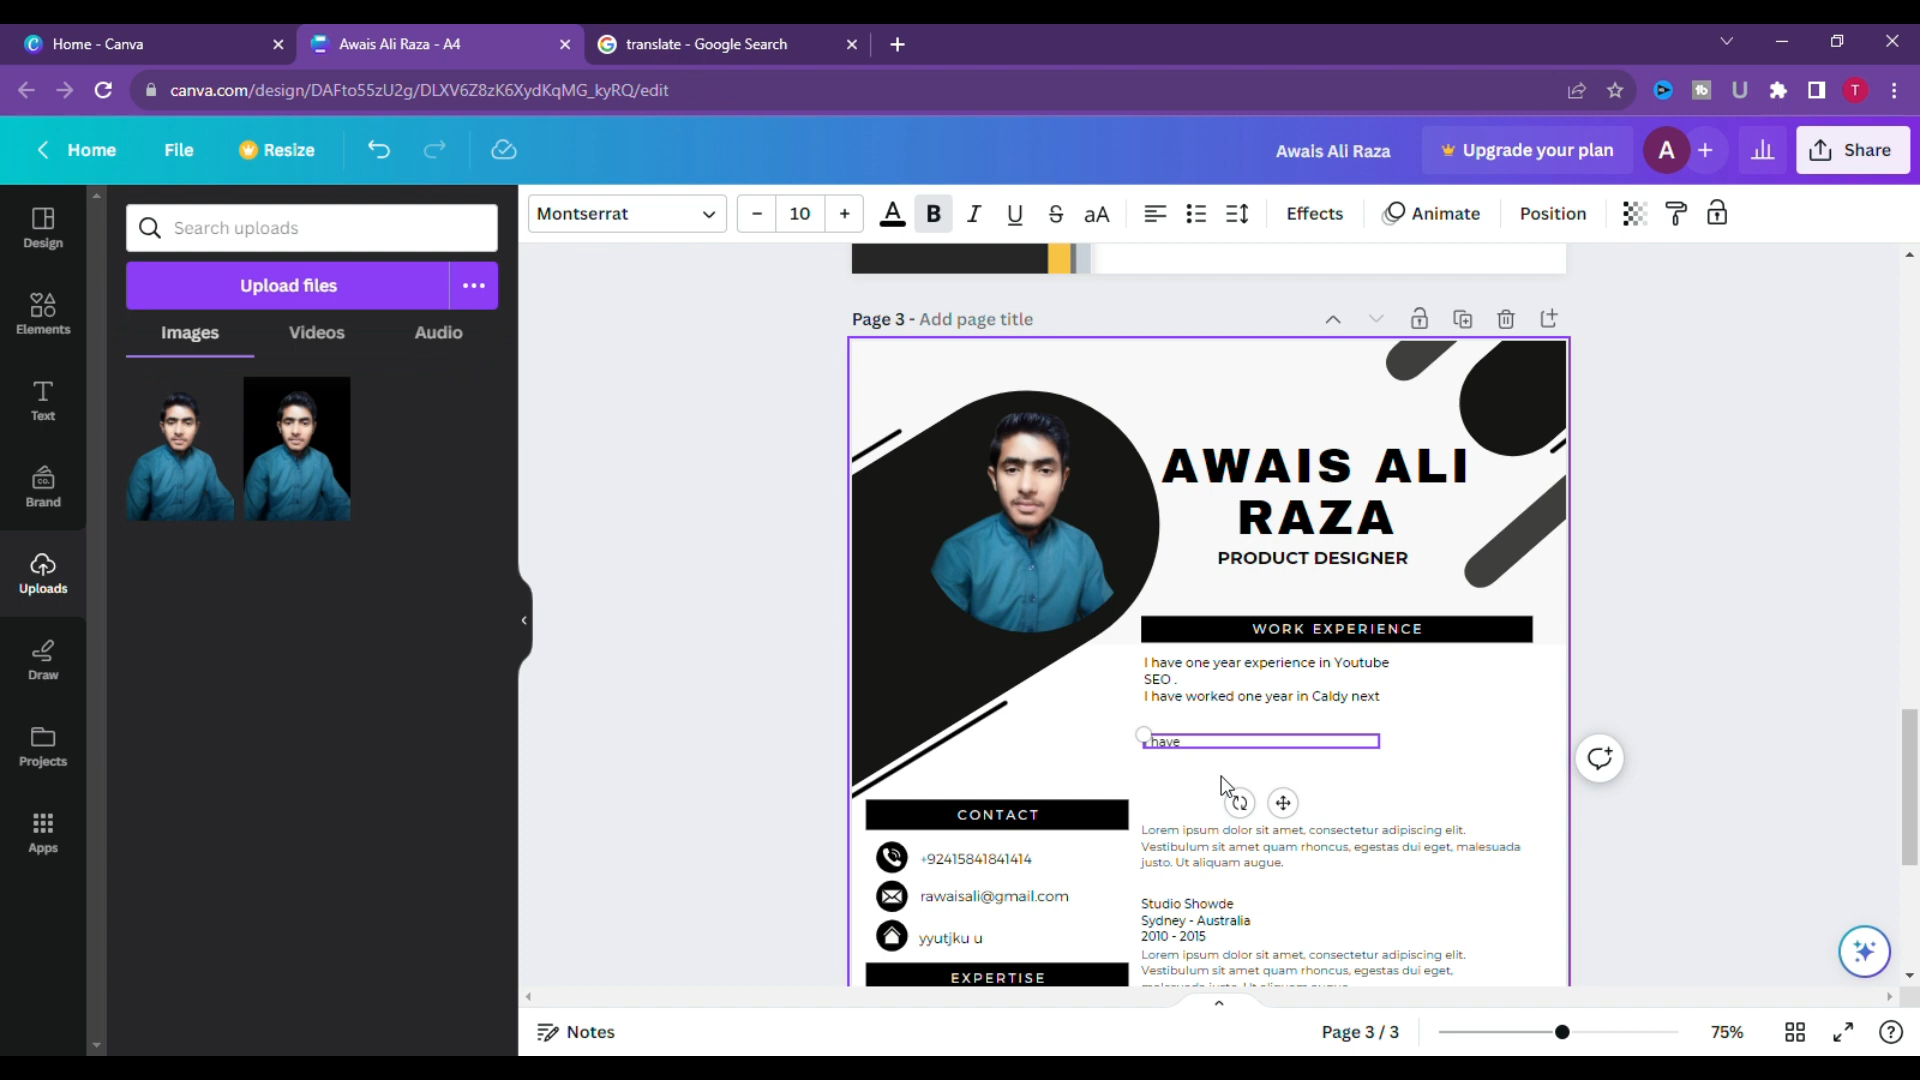 Home - Canva
Awais Ali Raza - A4
translate - Google Search
canva.com/design/DAFto55zU2g/DLXV6Z8zK6XydKqMG_kyRQ/edit
T
Home
File
Resize
Awais Ali Raza
Upgrade your plan
A
Share
Design
Elements
Text
Brand
Uploads
Draw
Projects
Apps
Search uploads
Upload files
Images
Videos
Audio
Montserrat
10
A
B
I
U
S
aA
Effects
Animate
Position
Page 3 - Add page title
AWAIS ALI
RAZA
PRODUCT DESIGNER
WORK EXPERIENCE
I have one year experience in Youtube
SEO .
I have worked one year in Caldy next
have
Lorem ipsum dolor sit amet, consectetur adipiscing elit.
Vestibulum sit amet quam rhoncus, egestas dui eget, malesuada
justo. Ut aliquam augue.
Studio Showde
Sydney - Australia
2010 - 2015
Lorem ipsum dolor sit amet, consectetur adipiscing elit.
Vestibulum sit amet quam rhoncus, egestas dui eget,
CONTACT
+92415841841414
rawaisali@gmail.com
yyutjku u
EXPERTISE
Notes
Page 3 / 3
75%